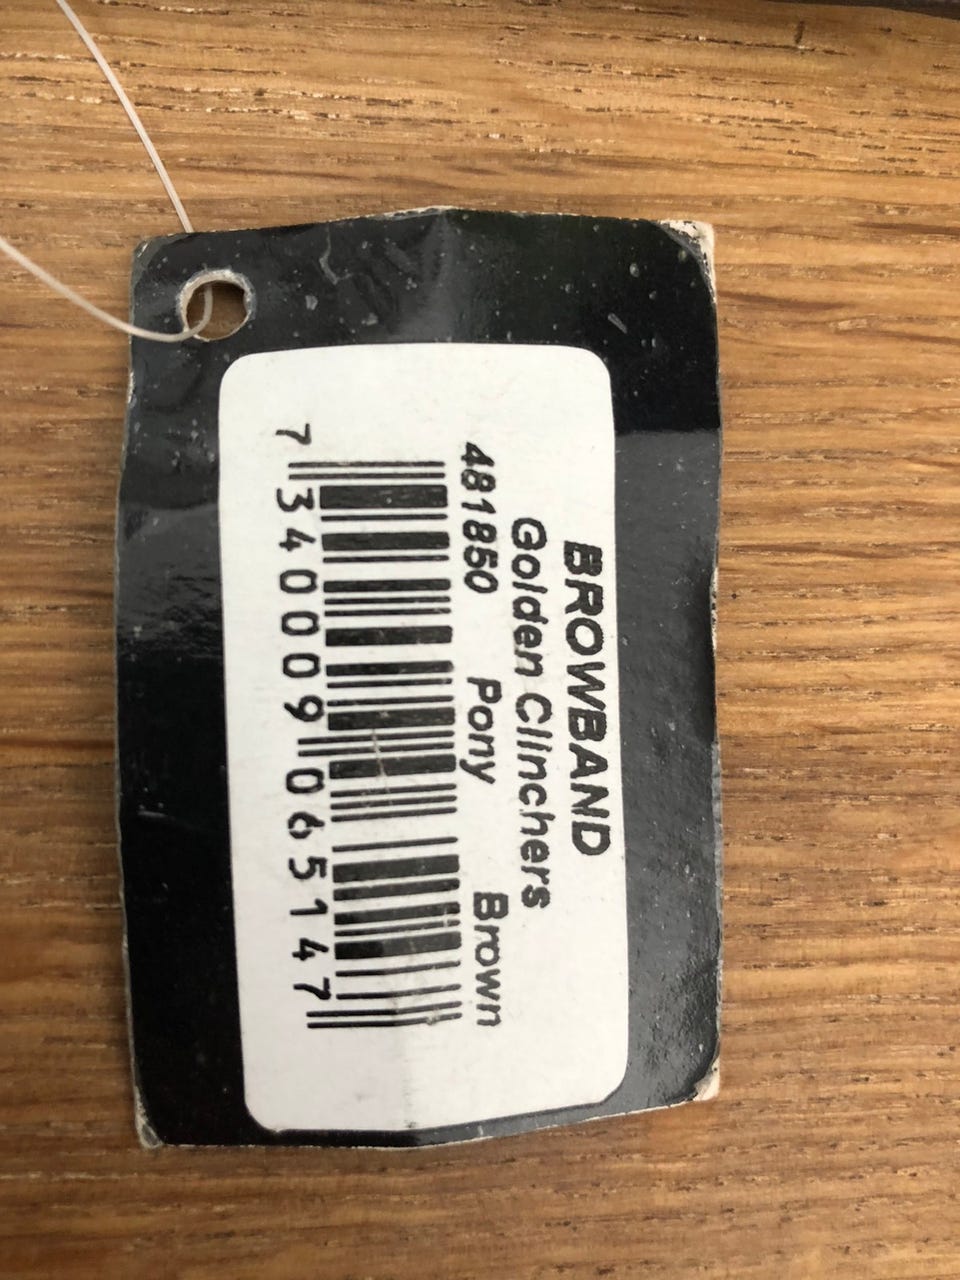 BROWBAND
Golden Clinchers
481850 Pony Brown
7 340009 065147